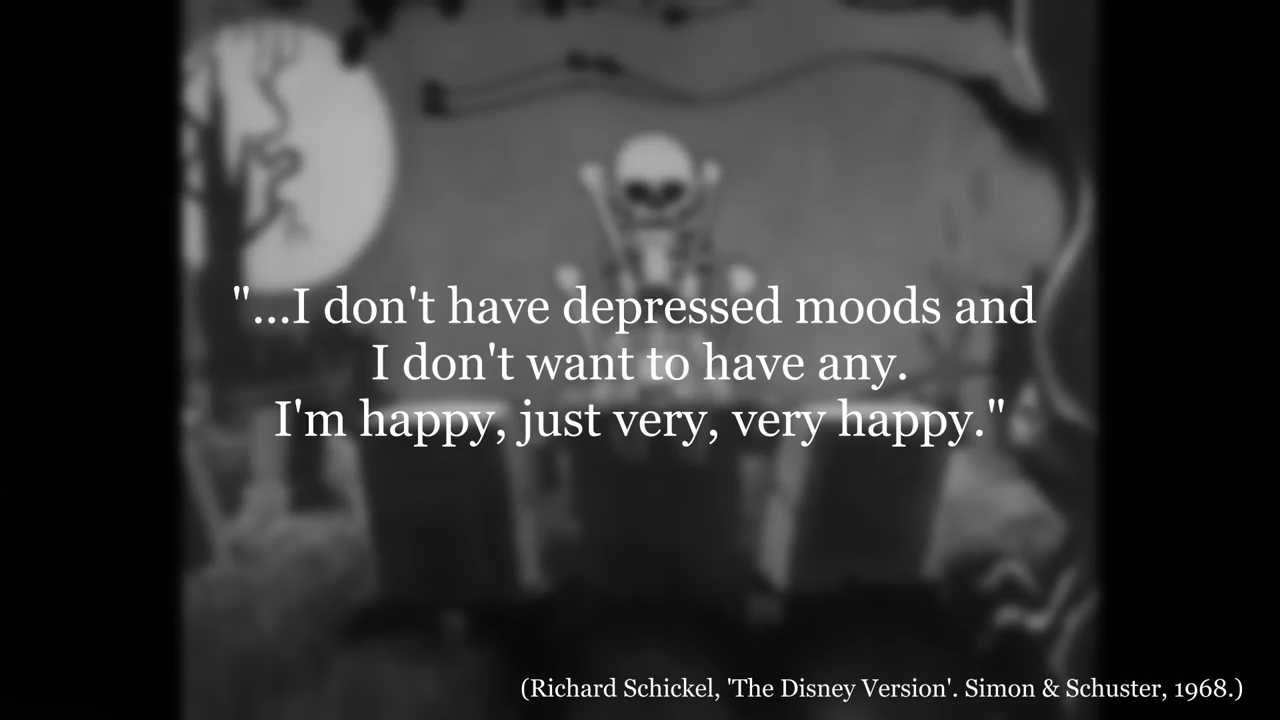 "...I don't have depressed moods and
I don't want to have any.
I'm happy, just very, very happy."
(Richard Schickel, 'The Disney Version'. Simon & Schuster, 1968.)